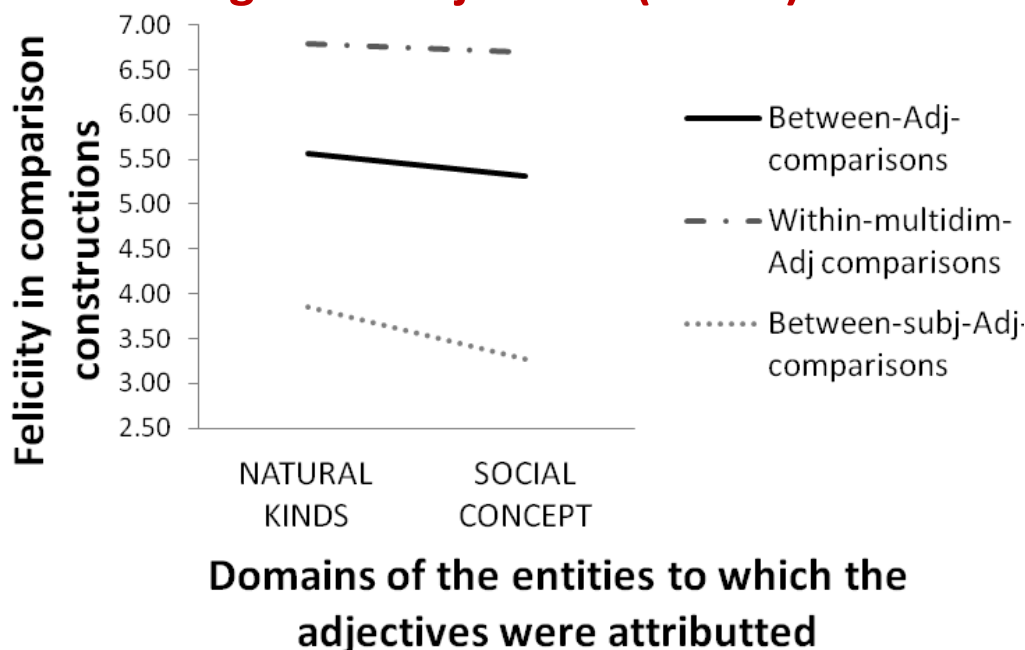 7.00
6.50
6.00
5.50
5.00
4.50
4.00
3.50
3.00
2.50
Feliciity in comparison
constructions
NATURAL
KINDS
SOCIAL
CONCEPT
Domains of the entities to which the
adjectives were attributted
Between-Adj-
comparisons
Within-multidim-
Adj comparisons
Between-subj-Adj-
comparisons